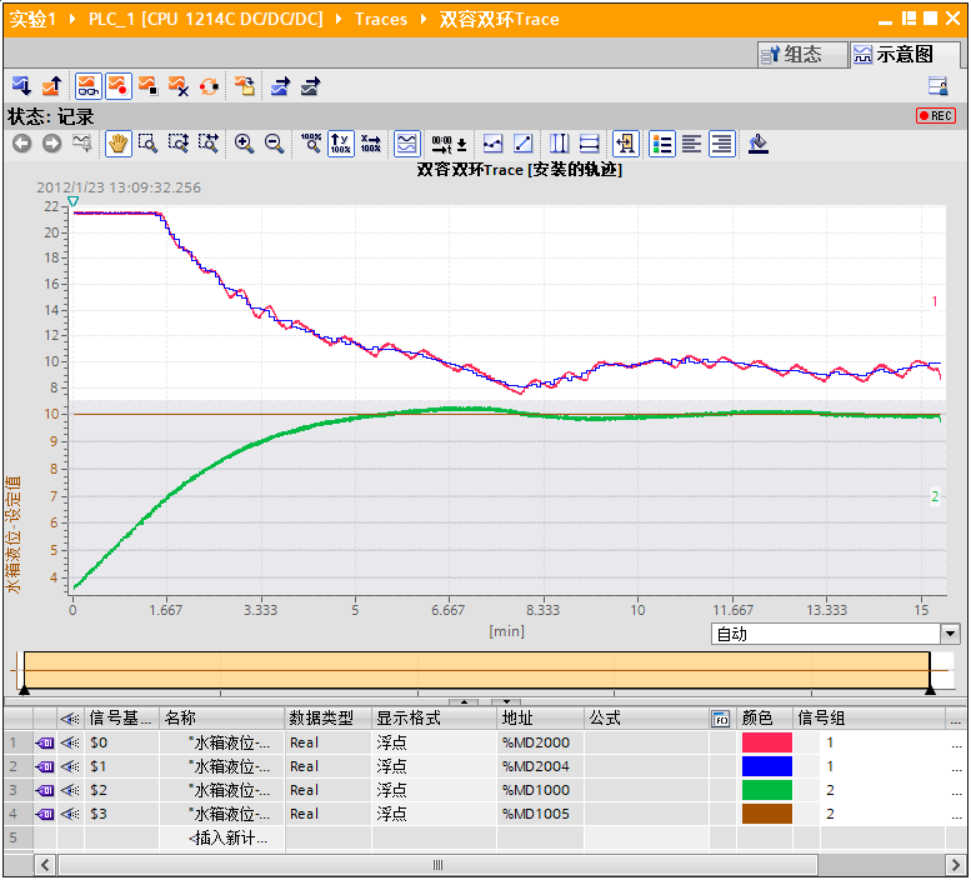 实验1 ▸ PLC_1 [CPU 1214C DC/DC/DC] ▸ Traces ▸ 双容双环Trace
组态 示意图
状态: 记录 REC
双容双环Trace [安装的轨迹]
2012/1/23 13:09:32.256
22
20
18
16
14
1
12
10
8
10
9
8
7
2
6
5
4
水箱液位-设定值
0 1.667 3.333 5 6.667 8.333 10 11.667 13.333 15
[min]
自动
信号基... 名称 数据类型 显示格式 地址 公式 颜色 信号组 ...
1 $0 "水箱液位-... Real 浮点 %MD2000 1 ...
2 $1 "水箱液位-... Real 浮点 %MD2004 1 ...
3 $2 "水箱液位-... Real 浮点 %MD1000 2 ...
4 $3 "水箱液位-... Real 浮点 %MD1005 2 ...
5 <插入新计...